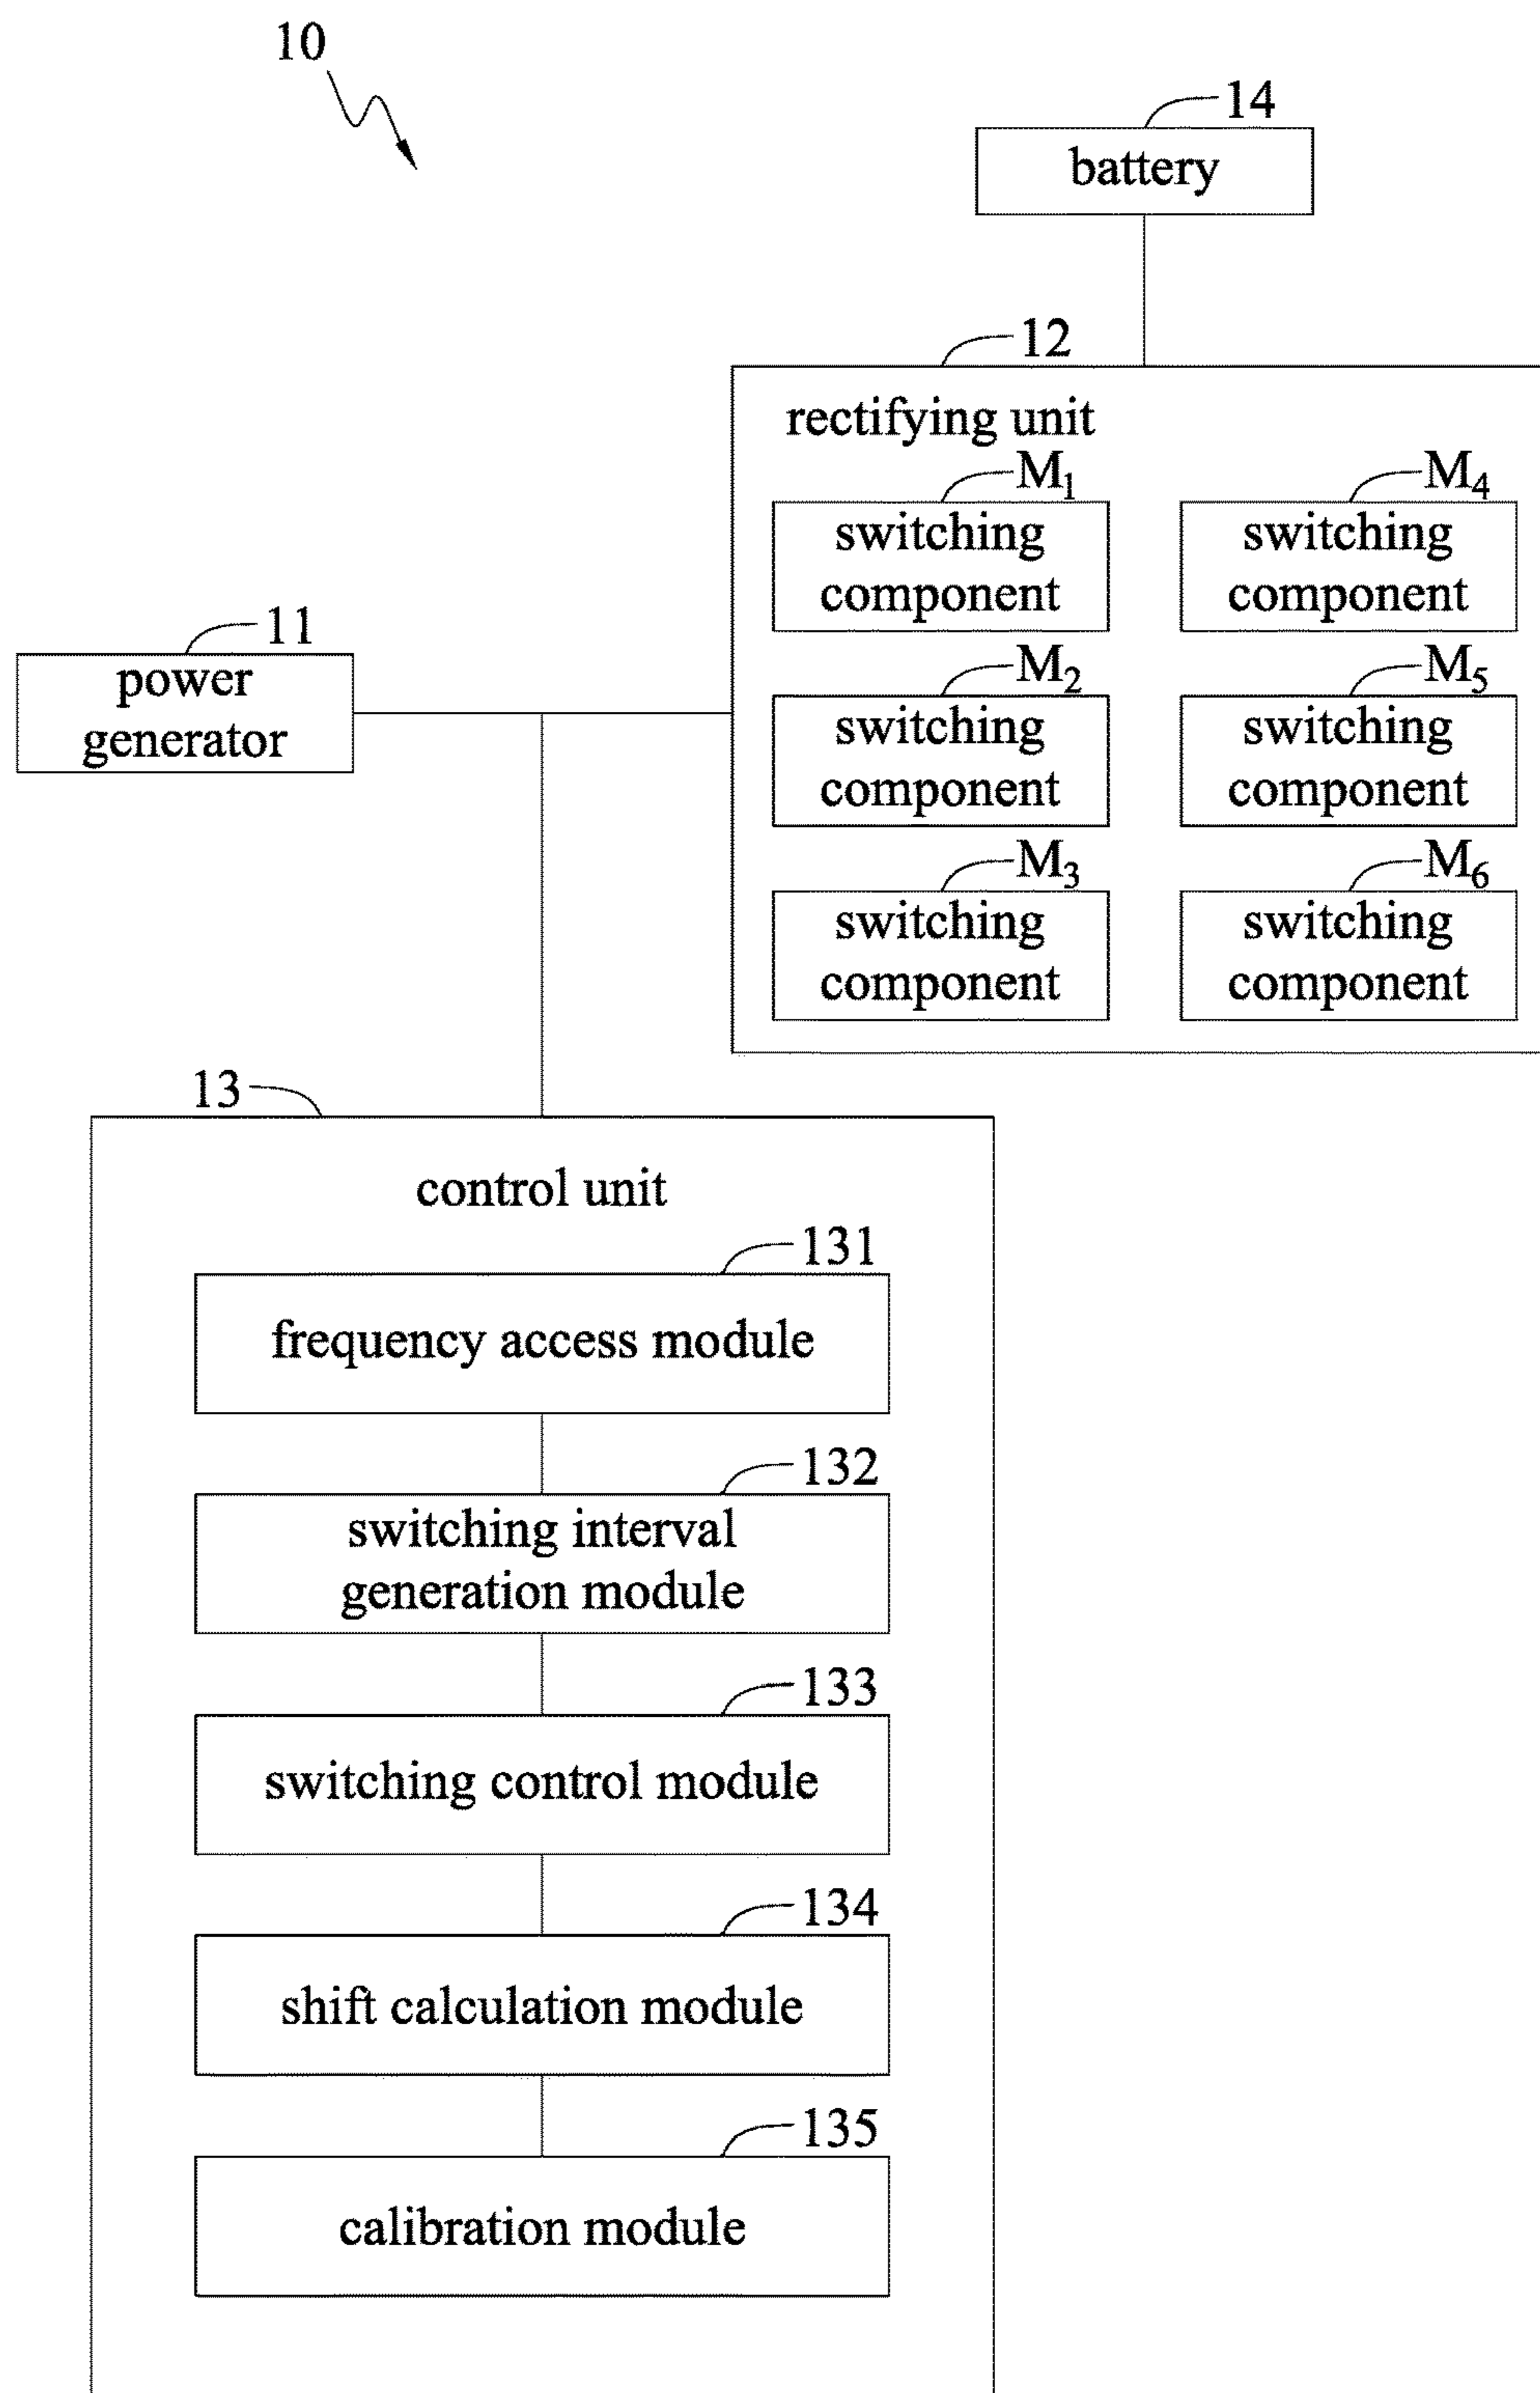 10
14
battery
12
rectifying unit
M1
M4
switching
component
switching
component
11
power
generator
M2
M5
switching
component
switching
component
M3
M6
switching
component
switching
component
13
control unit
131
frequency access module
132
switching interval
generation module
133
switching control module
134
shift calculation module
135
calibration module